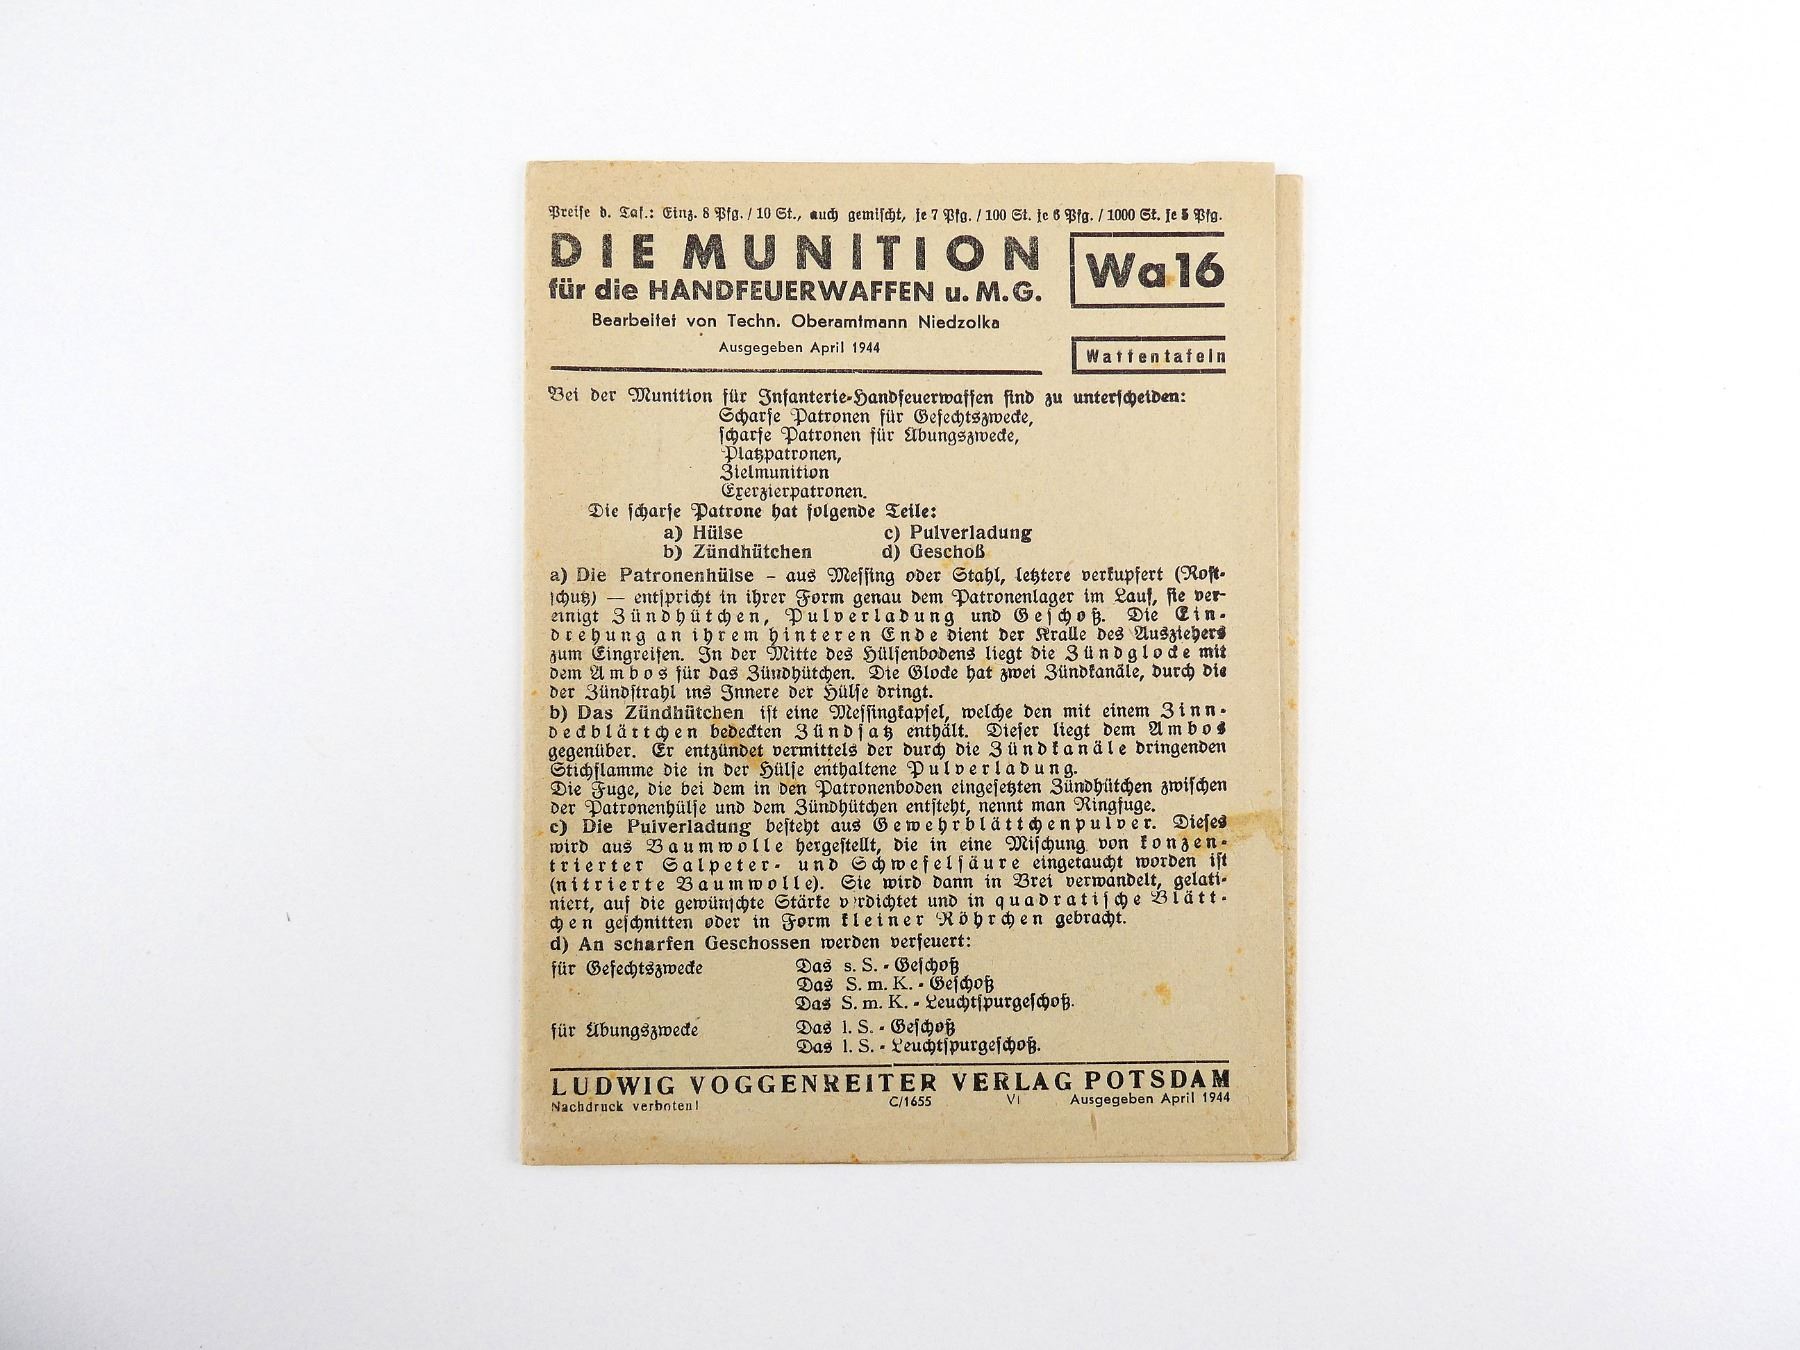 Preise d. Taf.: Einz. 8 Pfg. / 10 St., auch gemischt, je 7 Pfg. / 100 St. je 6 Pfg. / 1000 St. je 5 Pfg.
DIE MUNITION
für die HANDFEUERWAFFEN u. M.G.
Wa16
Bearbeitet von Techn. Oberamtmann Niedzolka
Ausgegeben April 1944
Waffentafeln
Bei der Munition für Infanterie-Handfeuerwaffen sind zu unterscheiden:
Scharfe Patronen für Gefechtszwecke,
scharfe Patronen für Übungszwecke,
Platzpatronen,
Zielmunition
Exerzierpatronen.
Die scharfe Patrone hat folgende Teile:
a) Hülse c) Pulverladung
b) Zündhütchen d) Geschoß
a) Die Patronenhülse – aus Messing oder Stahl, letztere verkupfert (Rost-
schutz) — entspricht in ihrer Form genau dem Patronenlager im Lauf, sie ver-
einigt Zündhütchen, Pulverladung und Geschoß. Die Ein-
drehung an ihrem hinteren Ende dient der Kralle des Ausziehers
zum Eingreifen. In der Mitte des Hülsenbodens liegt die Zündglocke mit
dem Ambos für das Zündhütchen. Die Glocke hat zwei Zündkanäle, durch die
der Zündstrahl ins Innere der Hülse dringt.
b) Das Zündhütchen ist eine Messingkapsel, welche den mit einem Zinn-
deckblättchen bedeckten Zündsatz enthält. Dieser liegt dem Ambos
gegenüber. Er entzündet vermittels der durch die Zündkanäle dringenden
Stichflamme die in der Hülse enthaltene Pulverladung.
Die Fuge, die bei dem in den Patronenboden eingesetzten Zündhütchen zwischen
der Patronenhülse und dem Zündhütchen entsteht, nennt man Ringfuge.
c) Die Pulverladung besteht aus Gewehrblättchenpulver. Dieses
wird aus Baumwolle hergestellt, die in eine Mischung von konzen-
trierter Salpeter- und Schwefelsäure eingetaucht worden ist
(nitrierte Baumwolle). Sie wird dann in Brei verwandelt, gelati-
niert, auf die gewünschte Stärke verdichtet und in quadratische Blätt-
chen geschnitten oder in Form kleiner Röhrchen gebracht.
d) An scharfen Geschossen werden verfeuert:
für Gefechtszwecke Das s. S. - Geschoß
Das S. m. K. - Geschoß
Das S. m. K. - Leuchtspurgeschoß.
für Übungszwecke Das l. S. - Geschoß
Das l. S. - Leuchtspurgeschoß.
LUDWIG VOGGENREITER VERLAG POTSDAM
Nachdruck verboten! C/1655 VI Ausgegeben April 1944